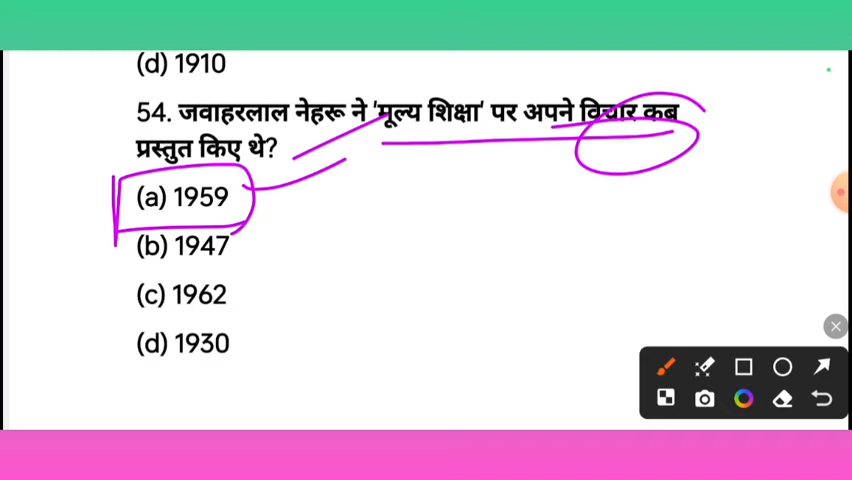 (d) 1910
54. जवाहरलाल नेहरू ने 'मूल्य शिक्षा' पर अपने विचार कब
प्रस्तुत किए थे?
(a) 1959
(b) 1947
(c) 1962
(d) 1930